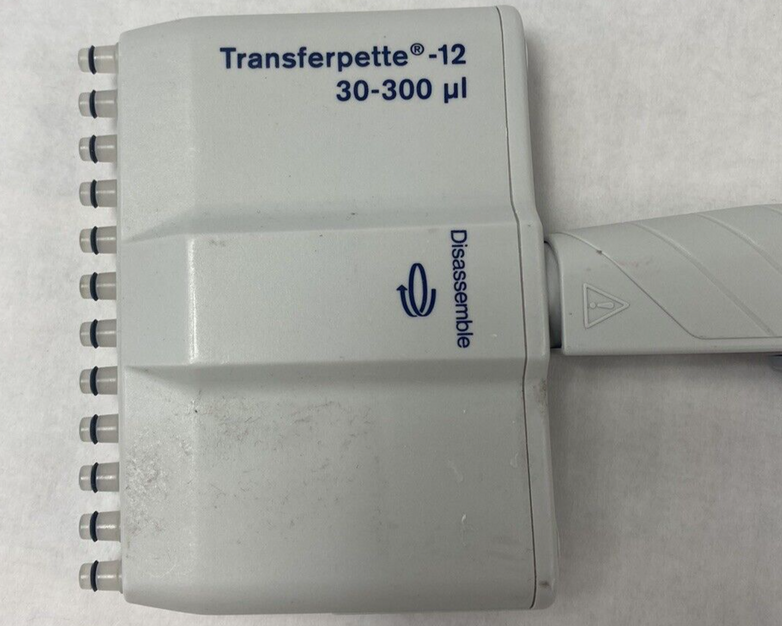 Transferpette®-12
30-300 µl
Disassemble